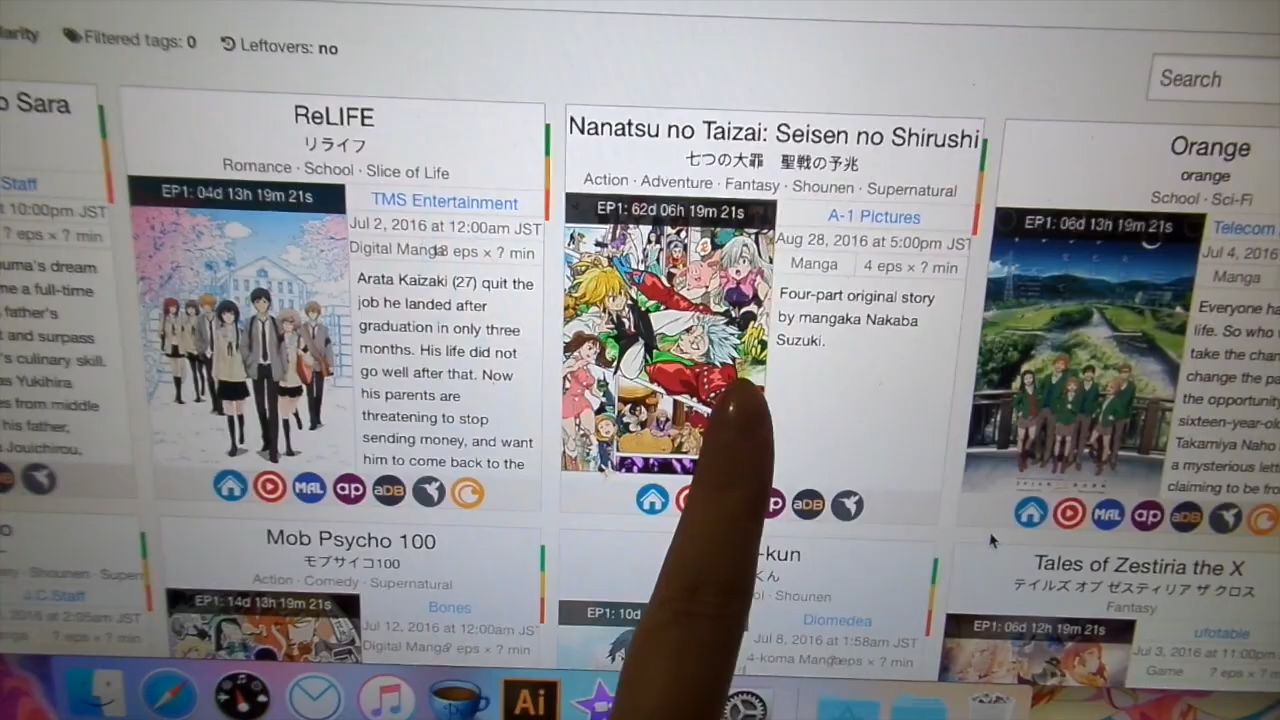 larity Filtered tags: 0 Leftovers: no
Search
o Sara
Staff
10:00pm JST
? eps × ? min
uma's dream
me a full-time
father's
t and surpass
's culinary skill.
as Yukihira
es from middle
his father,
Jouichirou,
ReLIFE
リライフ
Romance · School · Slice of Life
EP1: 04d 13h 19m 21s
TMS Entertainment
Jul 2, 2016 at 12:00am JST
Digital Manga 13 eps × ? min
Arata Kaizaki (27) quit the
job he landed after
graduation in only three
months. His life did not
go well after that. Now
his parents are
threatening to stop
sending money, and want
him to come back to the
MAL ap aDB
Nanatsu no Taizai: Seisen no Shirushi
七つの大罪 聖戦の予兆
Action · Adventure · Fantasy · Shounen · Supernatural
EP1: 62d 06h 19m 21s
A-1 Pictures
Aug 28, 2016 at 5:00pm JST
Manga 4 eps × ? min
Four-part original story
by mangaka Nakaba
Suzuki.
aDB
Orange
orange
School · Sci-Fi
EP1: 06d 13h 19m 21s
Telecom
Jul 4, 2016
Manga
Everyone ha
life. So who
take the chan
change the pa
the opportunity
sixteen-year-old
Takamiya Naho
a mysterious lett
claiming to be fro
MAL ap aDB
Shounen · Supern
J.C.Staff
2016 at 2:05am JST
? eps × ? min
Mob Psycho 100
モブサイコ100
Action · Comedy · Supernatural
EP1: 14d 13h 19m 21s
Bones
Jul 12, 2016 at 12:00am JST
Digital Manga ? eps × ? min
-kun
くん
ol · Shounen
EP1: 10d
Diomedea
Jul 8, 2016 at 1:58am JST
4-koma Manga ? eps × ? min
Tales of Zestiria the X
テイルズ オブ ゼスティリア ザ クロス
Fantasy
EP1: 06d 12h 19m 21s
ufotable
Jul 3, 2016 at 11:00pm
Game ? eps × ? min
Ai